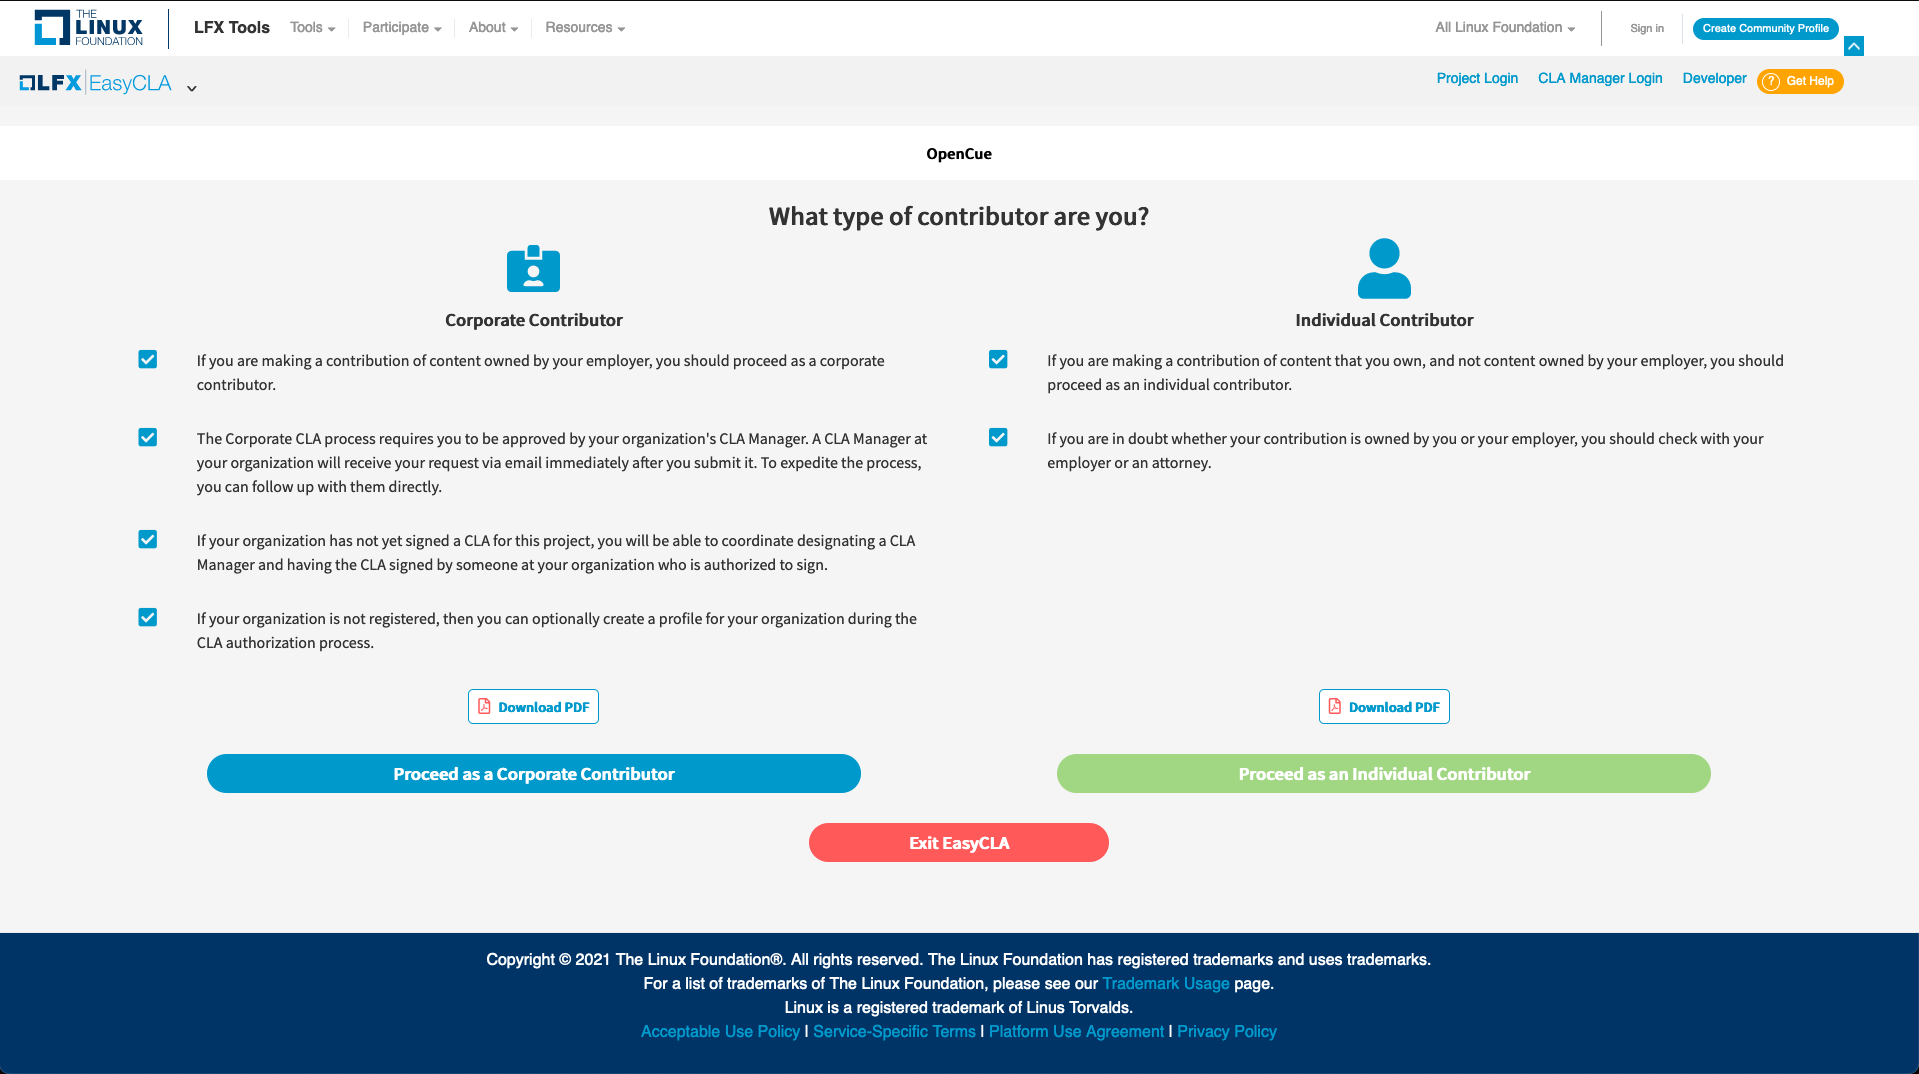 THE LINUX FOUNDATION
LFX Tools
Tools
Participate
About
Resources
All Linux Foundation
Sign in
Create Community Profile
LFX EasyCLA
Project Login
CLA Manager Login
Developer
Get Help
OpenCue
What type of contributor are you?
Corporate Contributor
If you are making a contribution of content owned by your employer, you should proceed as a corporate
contributor.
The Corporate CLA process requires you to be approved by your organization's CLA Manager. A CLA Manager at
your organization will receive your request via email immediately after you submit it. To expedite the process,
you can follow up with them directly.
If your organization has not yet signed a CLA for this project, you will be able to coordinate designating a CLA
Manager and having the CLA signed by someone at your organization who is authorized to sign.
If your organization is not registered, then you can optionally create a profile for your organization during the
CLA authorization process.
Download PDF
Proceed as a Corporate Contributor
Individual Contributor
If you are making a contribution of content that you own, and not content owned by your employer, you should
proceed as an individual contributor.
If you are in doubt whether your contribution is owned by you or your employer, you should check with your
employer or an attorney.
Download PDF
Proceed as an Individual Contributor
Exit EasyCLA
Copyright © 2021 The Linux Foundation®. All rights reserved. The Linux Foundation has registered trademarks and uses trademarks.
For a list of trademarks of The Linux Foundation, please see our Trademark Usage page.
Linux is a registered trademark of Linus Torvalds.
Acceptable Use Policy | Service-Specific Terms | Platform Use Agreement | Privacy Policy